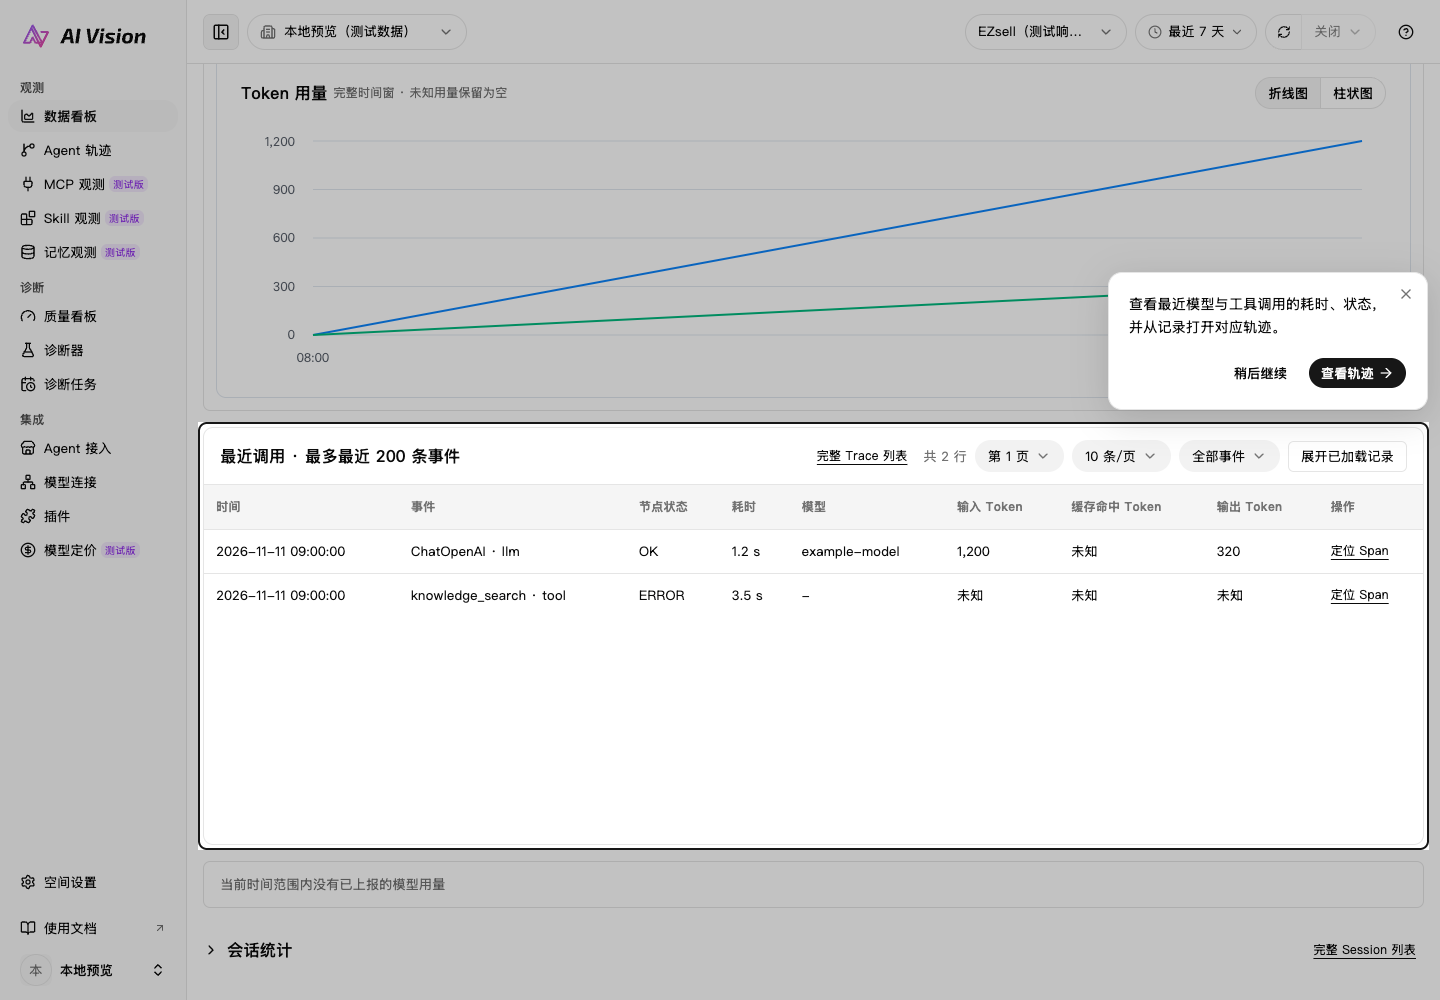 AI Vision
本地预览（测试数据）
EZsell（测试响...
最近 7 天
关闭
观测
数据看板
Agent 轨迹
MCP 观测 测试版
Skill 观测 测试版
记忆观测 测试版
诊断
质量看板
诊断器
诊断任务
集成
Agent 接入
模型连接
插件
模型定价 测试版
空间设置
使用文档
本 本地预览
Token 用量 完整时间窗 · 未知用量保留为空
折线图 柱状图
1,200
900
600
300
0
08:00
查看最近模型与工具调用的耗时、状态，
并从记录打开对应轨迹。
稍后继续 查看轨迹
最近调用 · 最多最近 200 条事件
完整 Trace 列表 共 2 行 第 1 页 10 条/页 全部事件 展开已加载记录
时间 事件 节点状态 耗时 模型 输入 Token 缓存命中 Token 输出 Token 操作
2026-11-11 09:00:00 ChatOpenAI · llm OK 1.2 s example-model 1,200 未知 320 定位 Span
2026-11-11 09:00:00 knowledge_search · tool ERROR 3.5 s - 未知 未知 未知 定位 Span
当前时间范围内没有已上报的模型用量
会话统计
完整 Session 列表